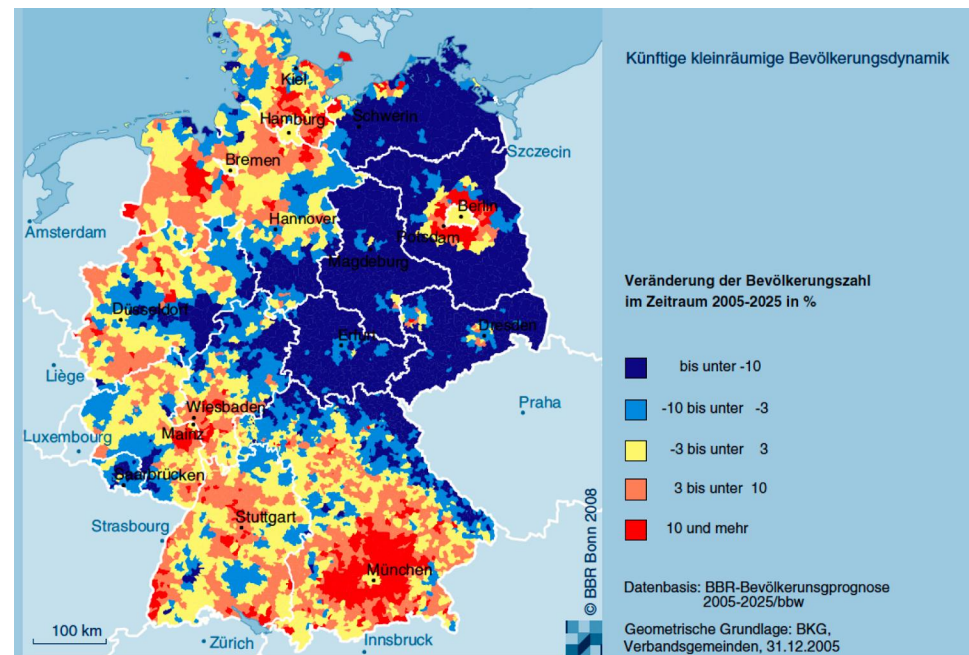 Künftige kleinräumige Bevölkerungsdynamik
Kiel
Hamburg
Schwerin
Szczecin
Bremen
Berlin
Amsterdam
Hannover
Potsdam
Magdeburg
Düsseldorf
Erfurt
Dresden
Liège
Praha
Wiesbaden
Luxembourg
Mainz
Saarbrücken
Strasbourg
Stuttgart
München
100 km
Zürich
Innsbruck
Veränderung der Bevölkerungszahl
im Zeitraum 2005-2025 in %
bis unter -10
-10 bis unter -3
-3 bis unter 3
3 bis unter 10
10 und mehr
© BBR Bonn 2008
Datenbasis: BBR-Bevölkerunsprognose
2005-2025/bbw
Geometrische Grundlage: BKG,
Verbandsgemeinden, 31.12.2005